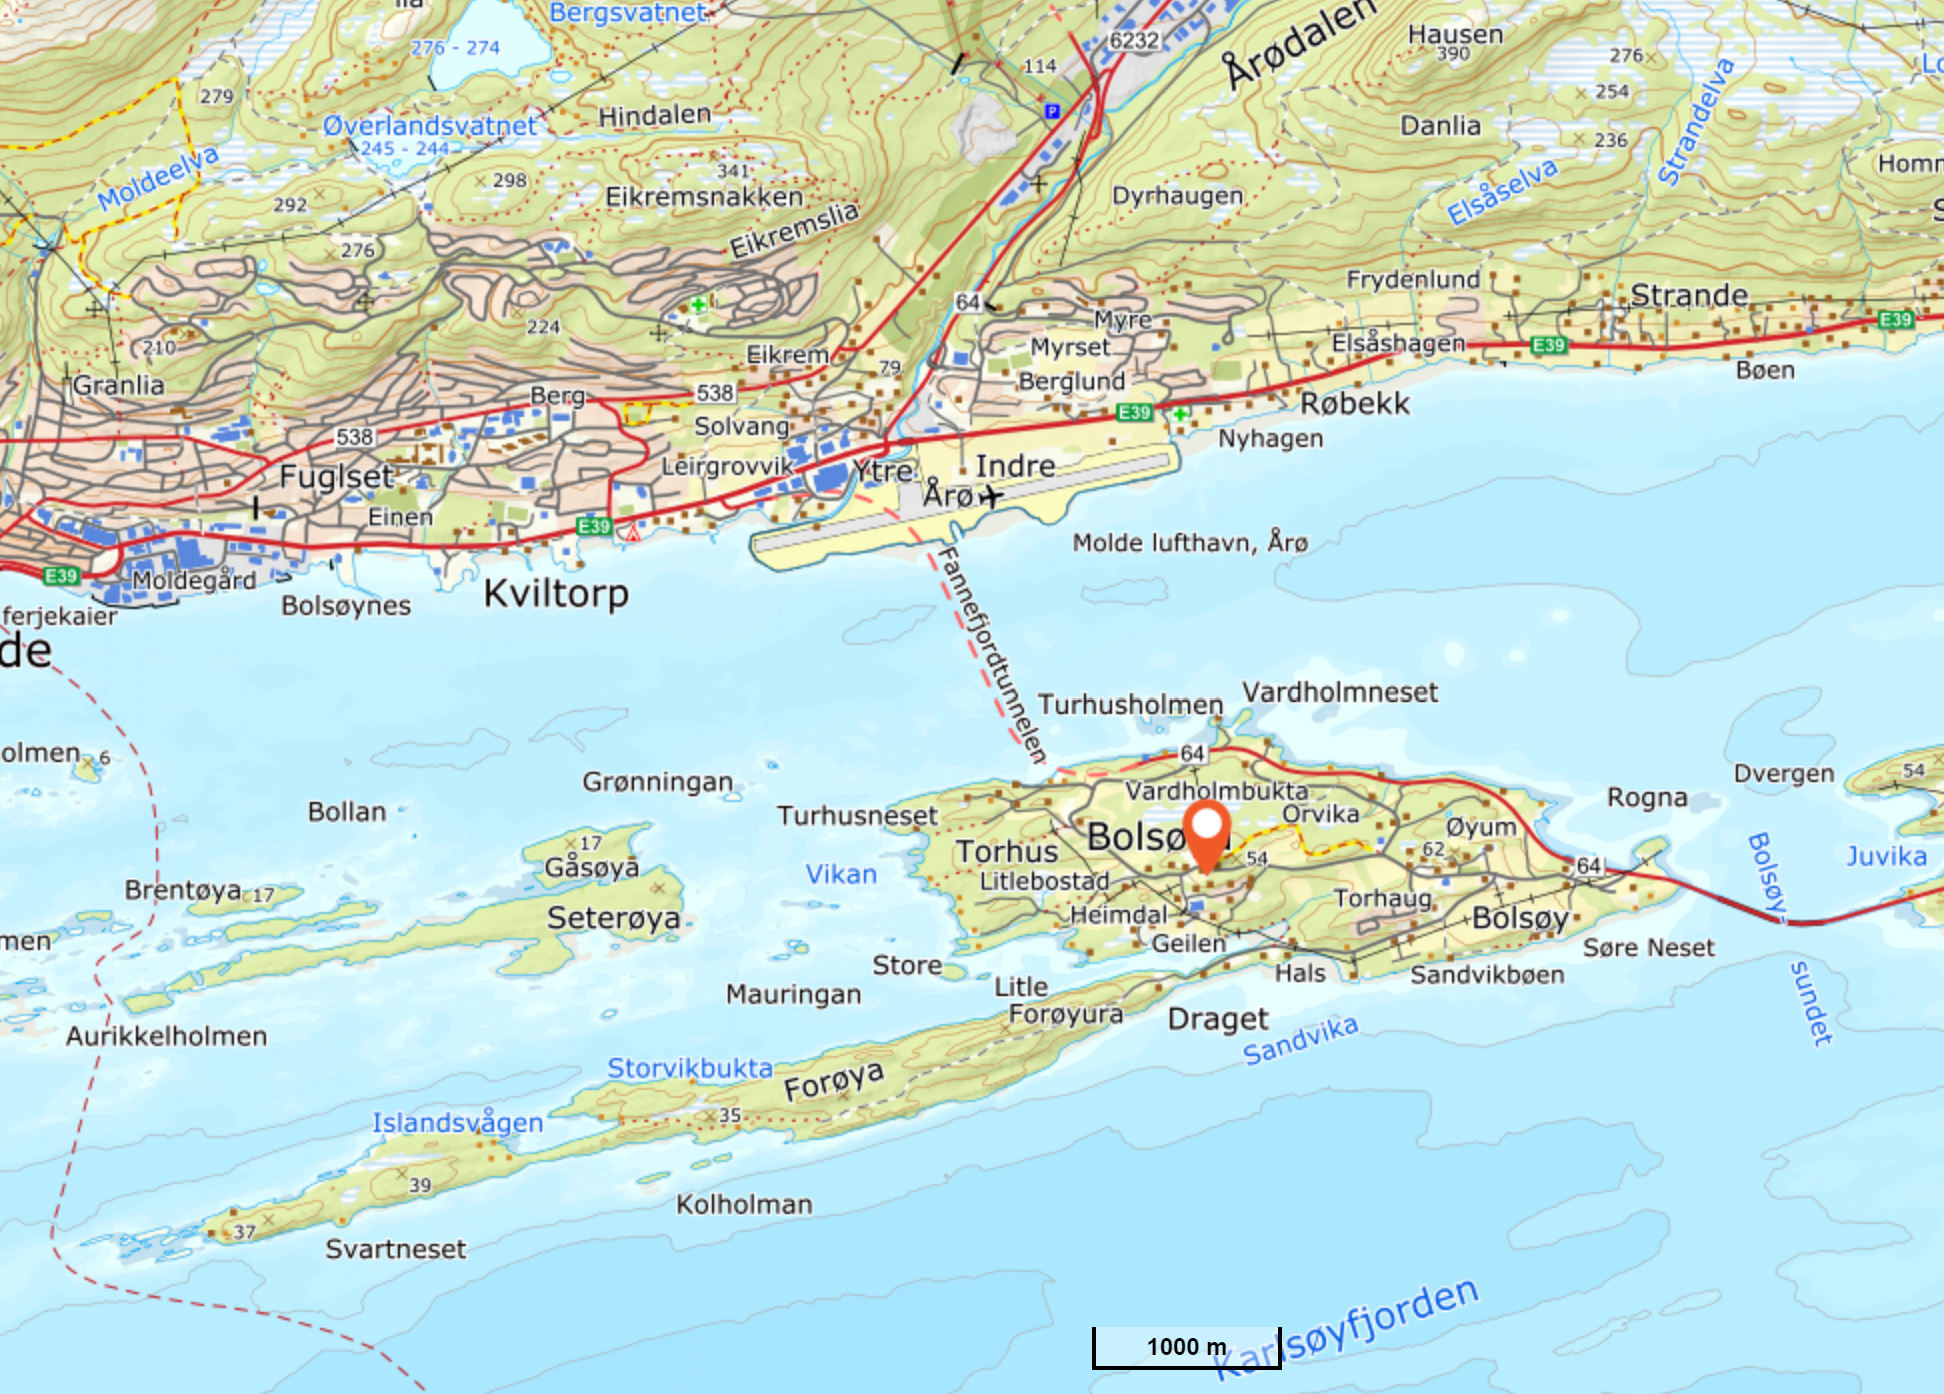 Bergsvatnet
276 - 274
6232
Årødalen
Hausen
390
276
279
114
254
Strandelva
Hindalen
Øverlandsvatnet
245 - 244
Danlia
236
Moldeelva
341
298
Elsåselva
292
Eikremsnakken
Dyrhaugen
Eikremslia
276
Frydenlund
Strande
64
224
Myre
E39
210
Eikrem
Myrset
Elsåshagen
E39
79
Granlia
Berglund
Bøen
Berg
538
E39
Røbekk
538
Solvang
Nyhagen
Fuglset
Leirgrovvik
Ytre
Indre
Årø
Einen
E39
Molde lufthavn, Årø
E39
Moldegård
Kviltorp
Bolsøynes
ferjekaier
de
Fannefjordtunnelen
Turhusholmen
Vardholmneset
64
olmen
6
Grønningan
Dvergen
54
Vardholmbukta
Rogna
Bollan
Turhusneset
Orvika
Øyum
17
Torhus
Bolsø
62
54
Gåsøya
Vikan
Litlebostad
64
Bolsøy-
sundet
Juvika
Brentøya
17
Torhaug
Seterøya
Heimdal
Bolsøy
men
Geilen
Søre Neset
Store
Hals
Sandvikbøen
Mauringan
Litle
Forøyura
Draget
Aurikkelholmen
Sandvika
Storvikbukta
Forøya
Islandsvågen
35
39
Kolholman
37
Svartneset
Karlsøyfjorden
1000 m